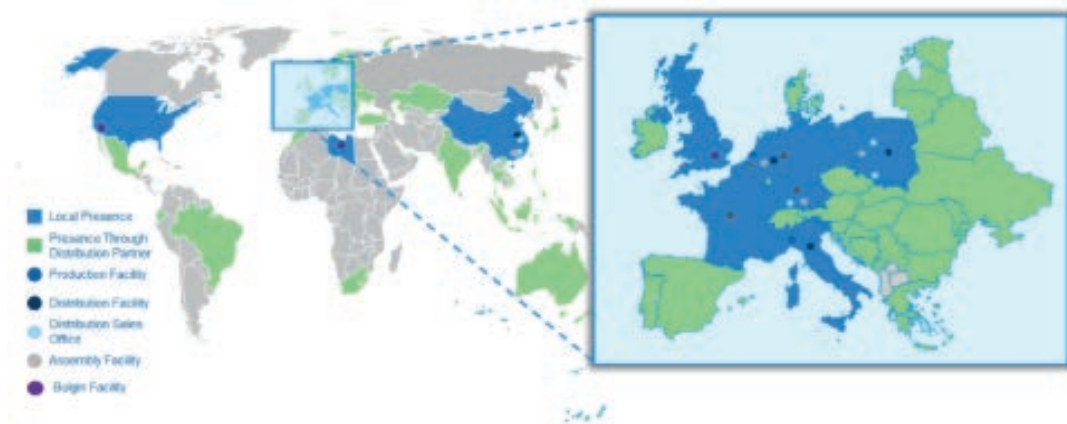 Local Presence
Presence Through
Distribution Partner
Production Facility
Distribution Facility
Distribution Sales
Office
Assembly Facility
Bulgin Facility